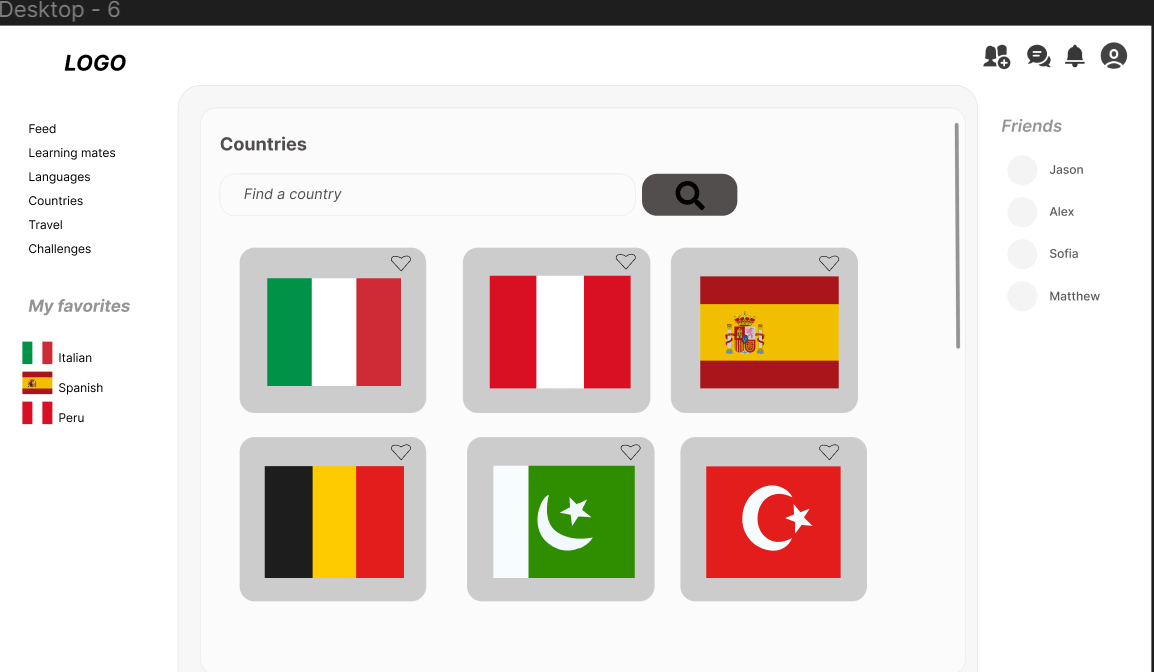 Desktop - 6
LOGO
Feed
Learning mates
Languages
Countries
Travel
Challenges
My favorites
Italian
Spanish
Peru
Countries
Find a country
Friends
Jason
Alex
Sofia
Matthew